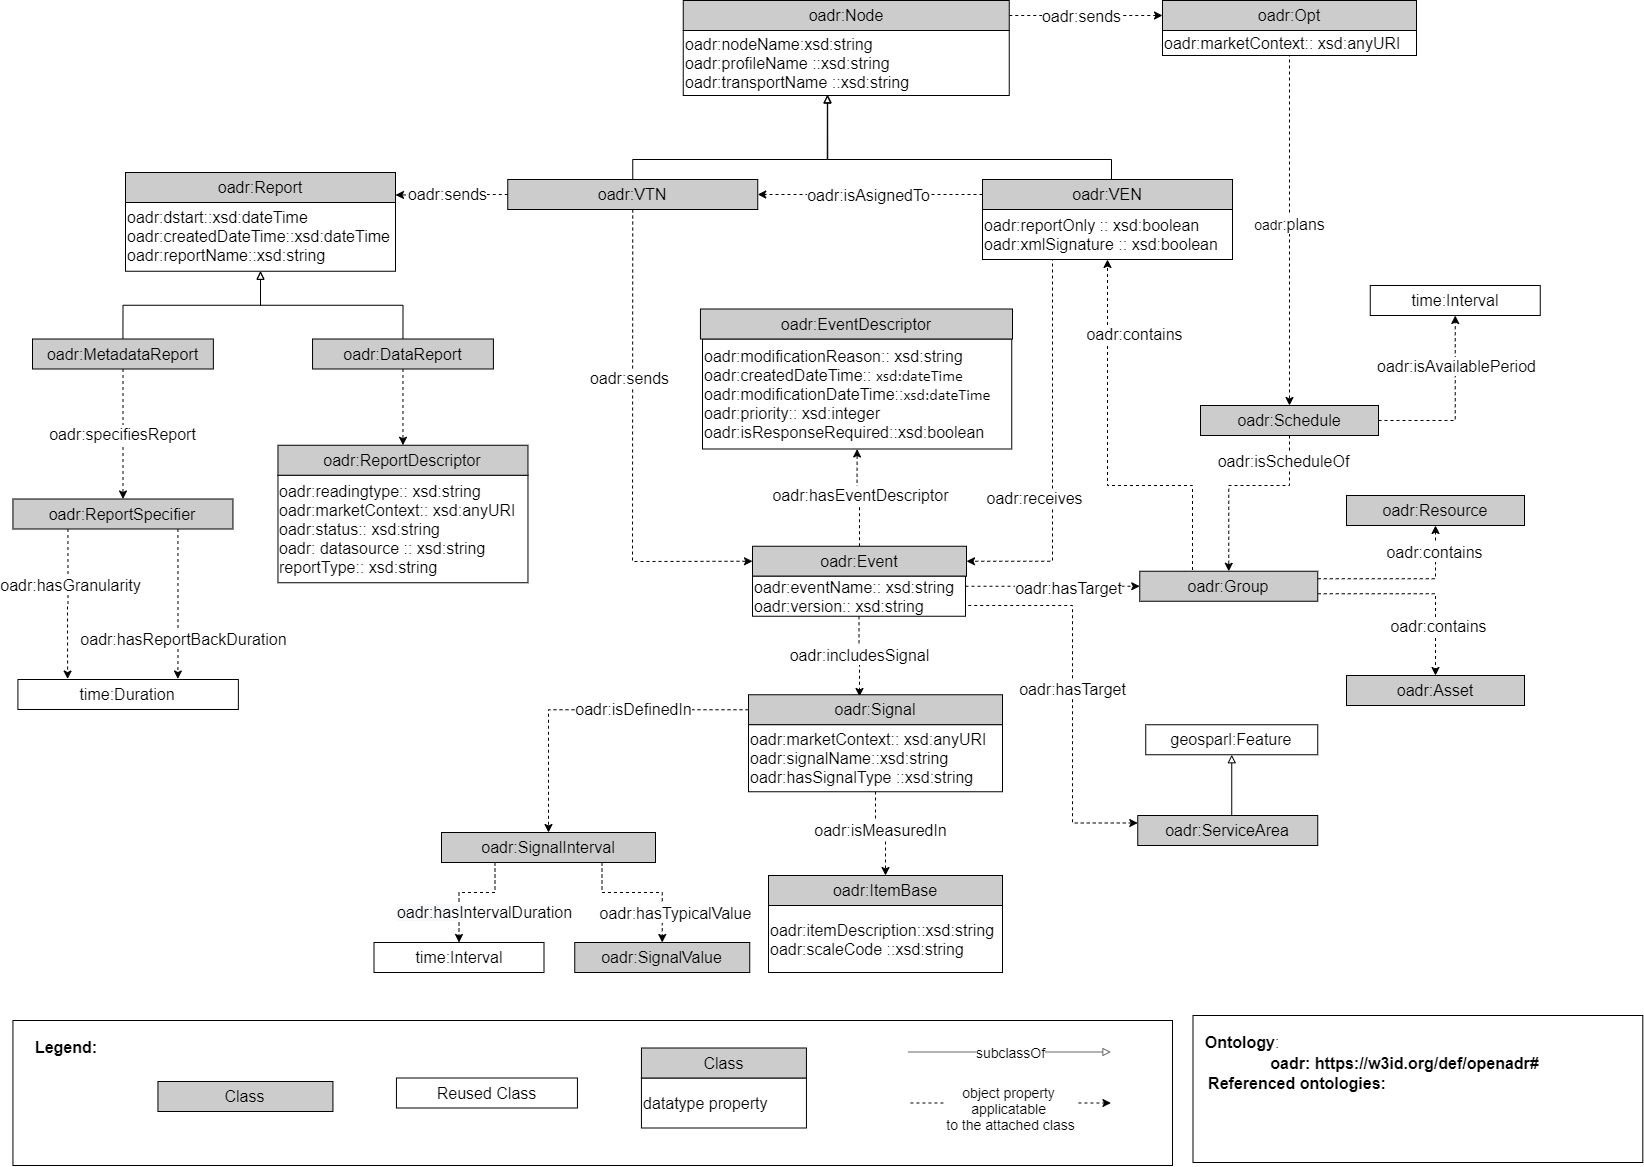 oadr:Node
oadr:nodeName:xsd:string
oadr:profileName ::xsd:string
oadr:transportName ::xsd:string
oadr:sends
oadr:Opt
oadr:marketContext:: xsd:anyURI
oadr:Report
oadr:dstart::xsd:dateTime
oadr:createdDateTime::xsd:dateTime
oadr:reportName::xsd:string
oadr:sends
oadr:VTN
oadr:isAsignedTo
oadr:VEN
oadr:reportOnly :: xsd:boolean
oadr:xmlSignature :: xsd:boolean
oadr:plans
time:Interval
oadr:isAvailablePeriod
oadr:MetadataReport
oadr:DataReport
oadr:sends
oadr:EventDescriptor
oadr:modificationReason:: xsd:string
oadr:createdDateTime:: xsd:dateTime
oadr:modificationDateTime::xsd:dateTime
oadr:priority:: xsd:integer
oadr:isResponseRequired::xsd:boolean
oadr:contains
oadr:Schedule
oadr:isScheduleOf
oadr:specifiesReport
oadr:ReportDescriptor
oadr:readingtype:: xsd:string
oadr:marketContext:: xsd:anyURI
oadr:status:: xsd:string
oadr: datasource :: xsd:string
reportType:: xsd:string
oadr:hasEventDescriptor
oadr:receives
oadr:ReportSpecifier
oadr:Resource
oadr:contains
oadr:hasGranularity
oadr:hasReportBackDuration
time:Duration
oadr:Event
oadr:eventName:: xsd:string
oadr:version:: xsd:string
oadr:hasTarget
oadr:Group
oadr:contains
oadr:Asset
oadr:includesSignal
oadr:hasTarget
oadr:isDefinedIn
oadr:Signal
oadr:marketContext:: xsd:anyURI
oadr:signalName::xsd:string
oadr:hasSignalType ::xsd:string
geosparl:Feature
oadr:ServiceArea
oadr:isMeasuredIn
oadr:SignalInterval
oadr:hasIntervalDuration
oadr:hasTypicalValue
time:Interval
oadr:SignalValue
oadr:ItemBase
oadr:itemDescription::xsd:string
oadr:scaleCode ::xsd:string
Legend:
Class
Reused Class
Class
datatype property
subclassOf
object property
applicatable
to the attached class
Ontology:
oadr: https://w3id.org/def/openadr#
Referenced ontologies: